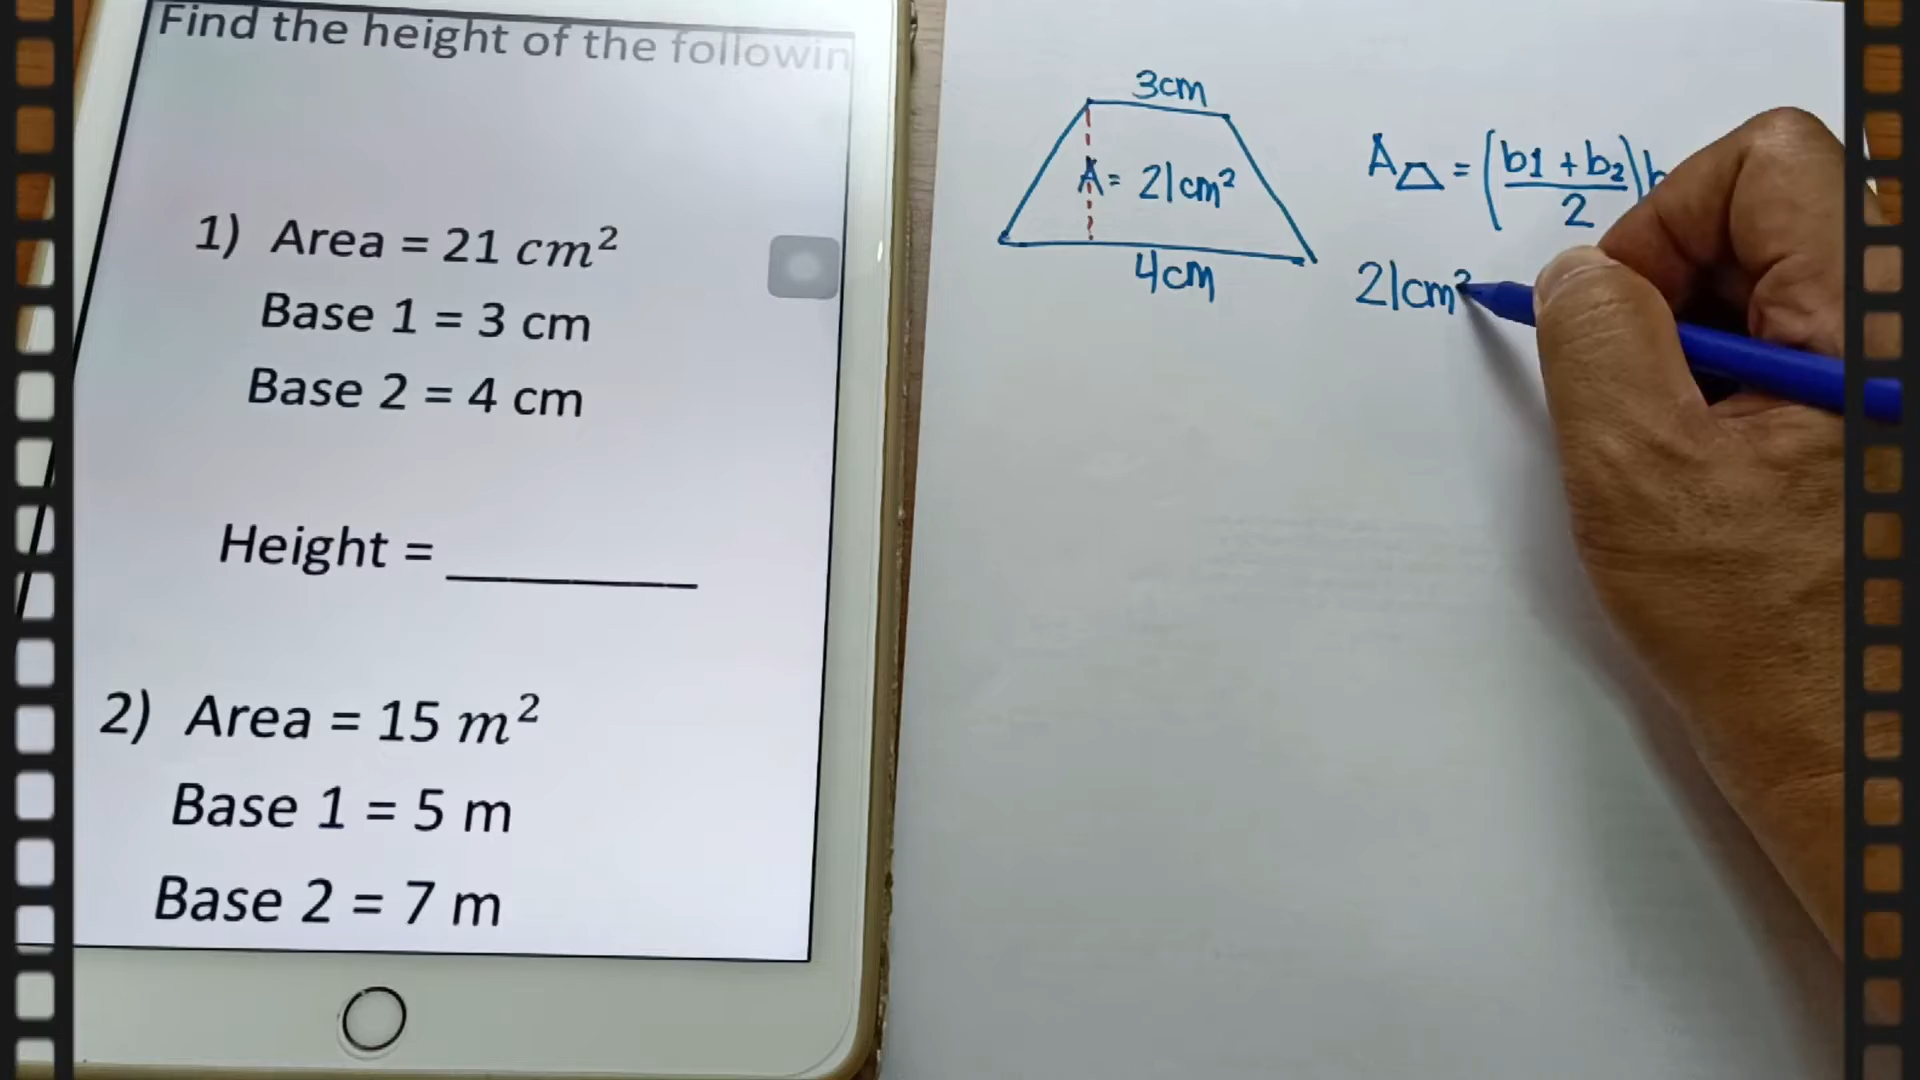 Find the height of the followin
1) Area = 21 cm²
Base 1 = 3 cm
Base 2 = 4 cm
Height = ________
2) Area = 15 m²
Base 1 = 5 m
Base 2 = 7 m
3cm
A = 21cm²
4cm
A⏢ = (b1 + b₂ / 2) h
21cm²